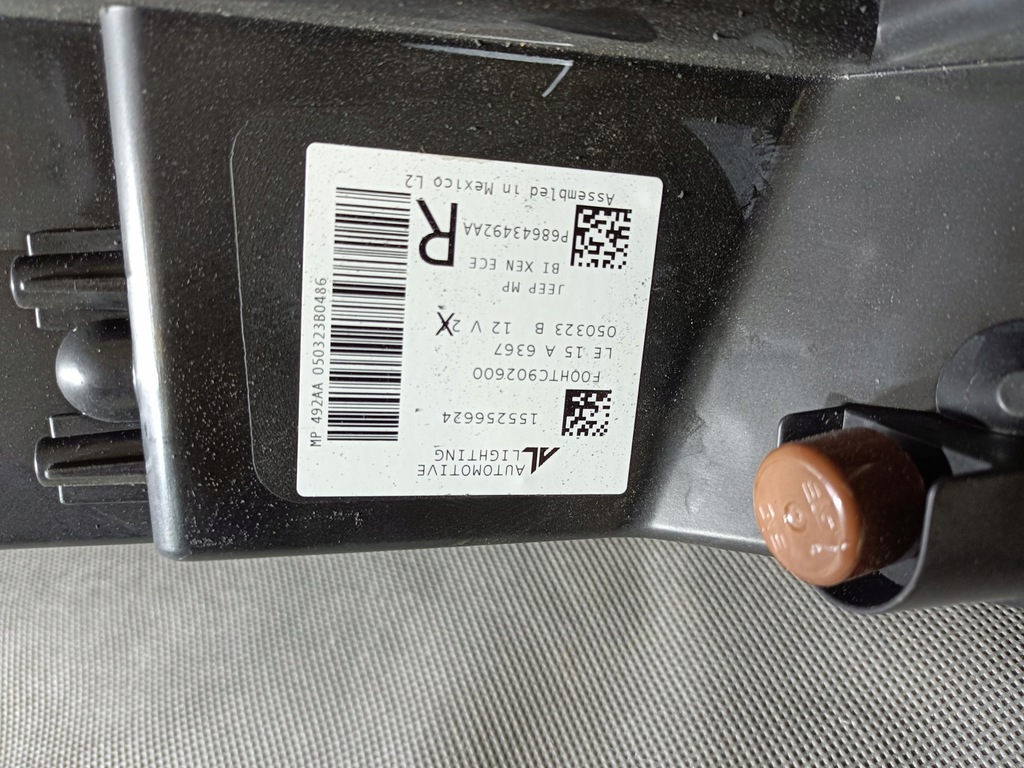 AUTOMOTIVE
LIGHTING
155256624
F00HTC902600
LE 15 A 6367
050323 B 12 V 2X
JEEP MP
BI XEN ECE
P68643492AA
R
Assembled in Mexico L2
MP 492AA 050323B0486